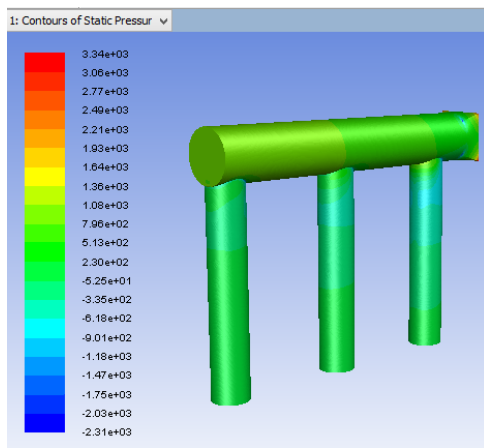 1: Contours of Static Pressur
3.34e+03
3.06e+03
2.77e+03
2.49e+03
2.21e+03
1.93e+03
1.64e+03
1.36e+03
1.08e+03
7.96e+02
5.13e+02
2.30e+02
-5.25e+01
-3.35e+02
-6.18e+02
-9.01e+02
-1.18e+03
-1.47e+03
-1.75e+03
-2.03e+03
-2.31e+03